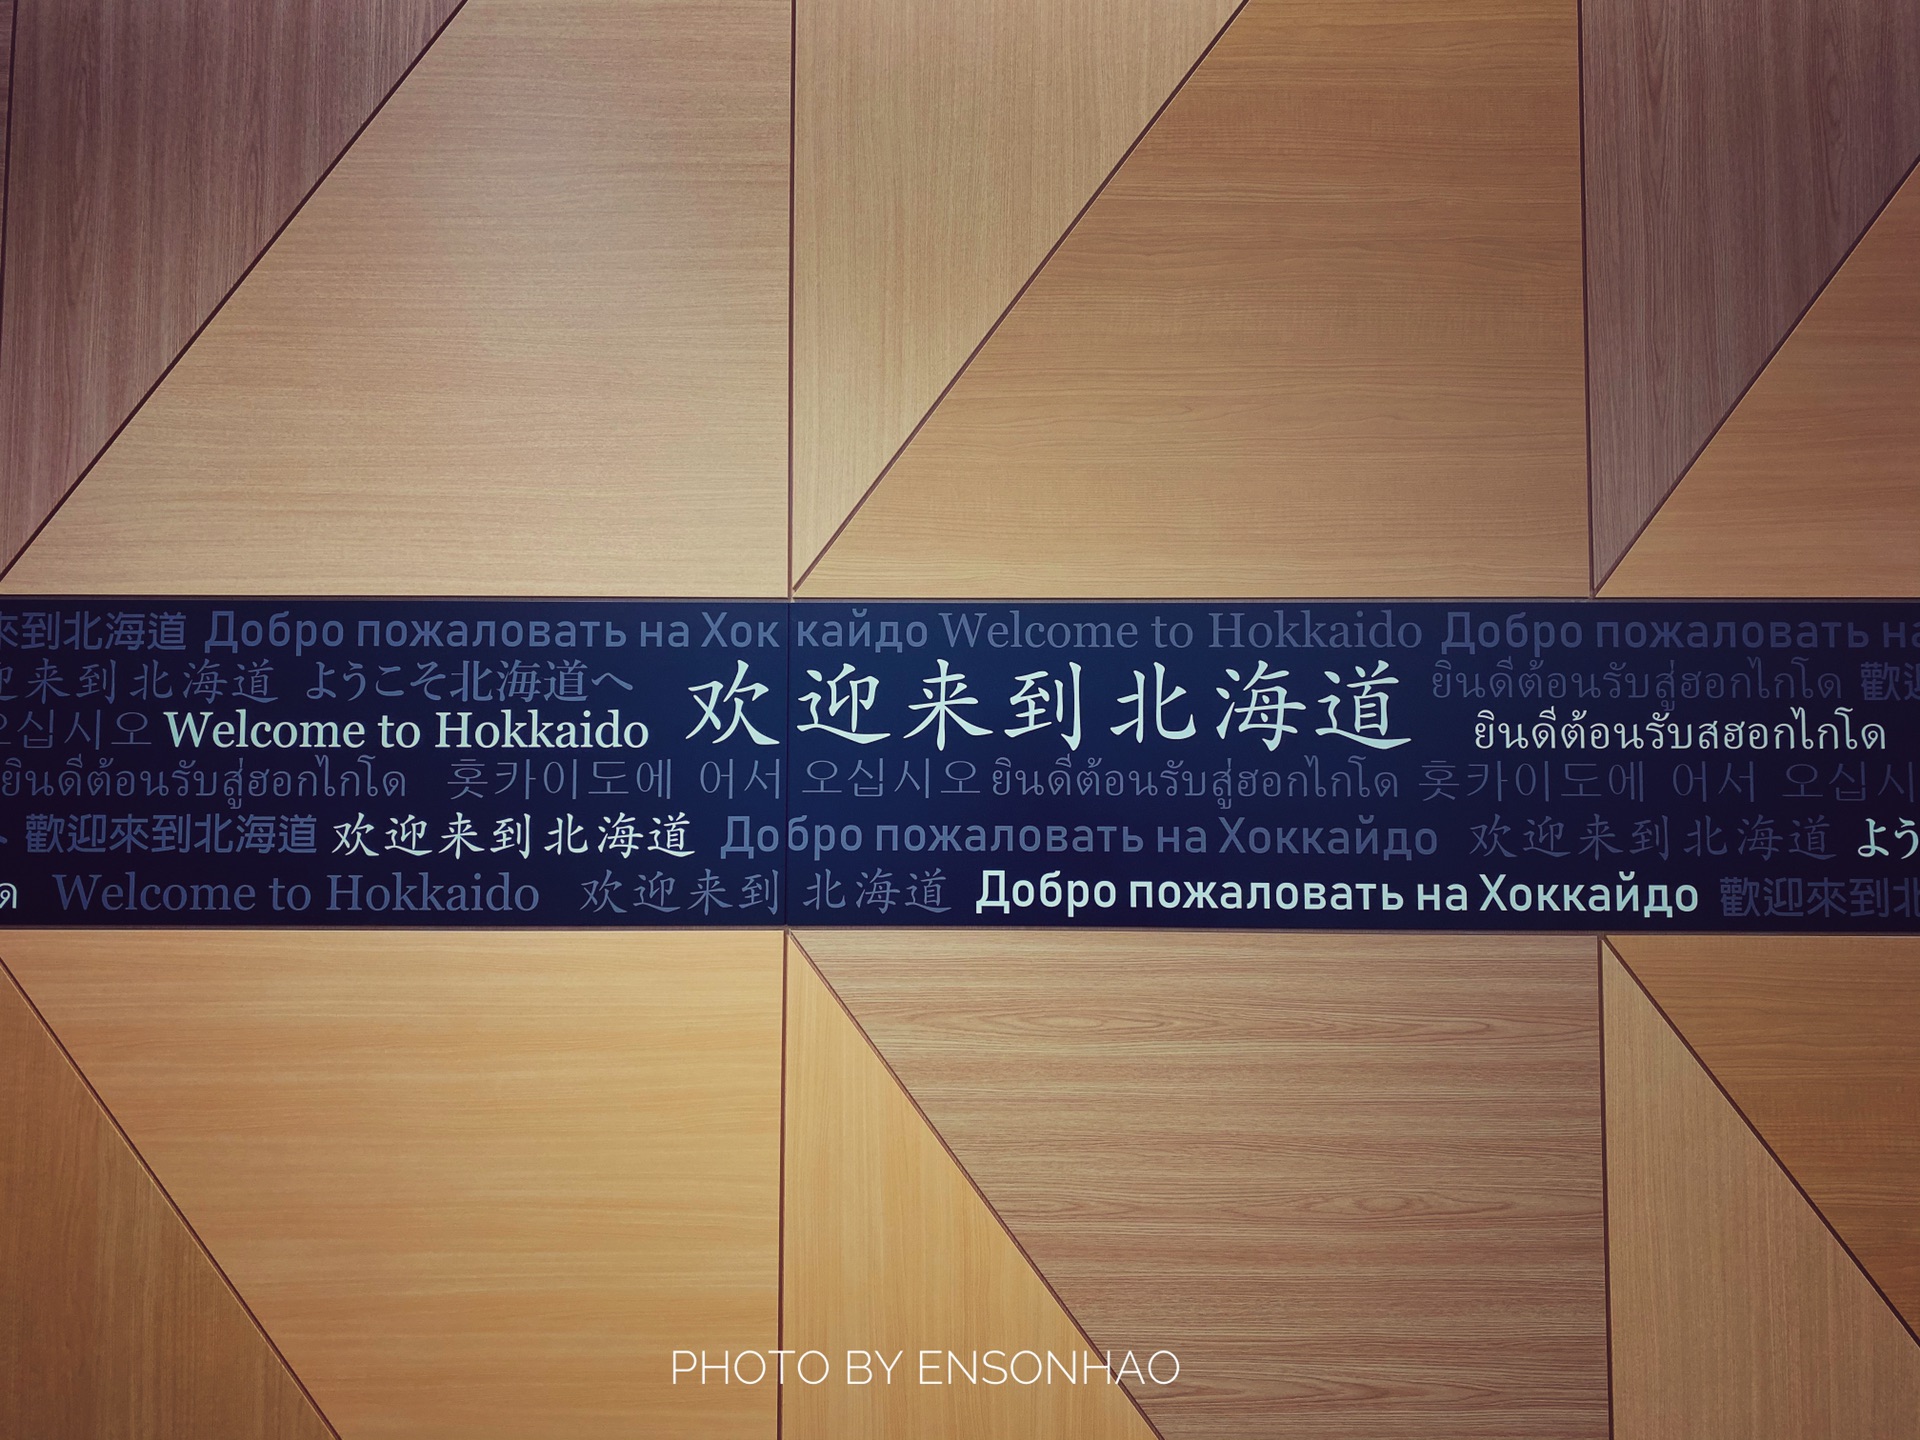 來到北海道 Добро пожаловать на Хоккайдо Welcome to Hokkaido Добро пожаловать на
迎来到北海道 ようこそ北海道へ 欢迎来到北海道 ยินดีต้อนรับสู่ฮอกไกโด 歡迎
오십시오 Welcome to Hokkaido ยินดีต้อนรับสฮอกไกโด
ยินดีต้อนรับสู่ฮอกไกโด 홋카이도에 어서 오십시오 ยินดีต้อนรับสู่ฮอกไกโด 홋카이도에 어서 오십시
歡迎來到北海道 欢迎来到北海道 Добро пожаловать на Хоккайдо 欢迎来到北海道 よう
ด Welcome to Hokkaido 欢迎来到北海道 Добро пожаловать на Хоккайдо 歡迎來到北
PHOTO BY ENSONHAO